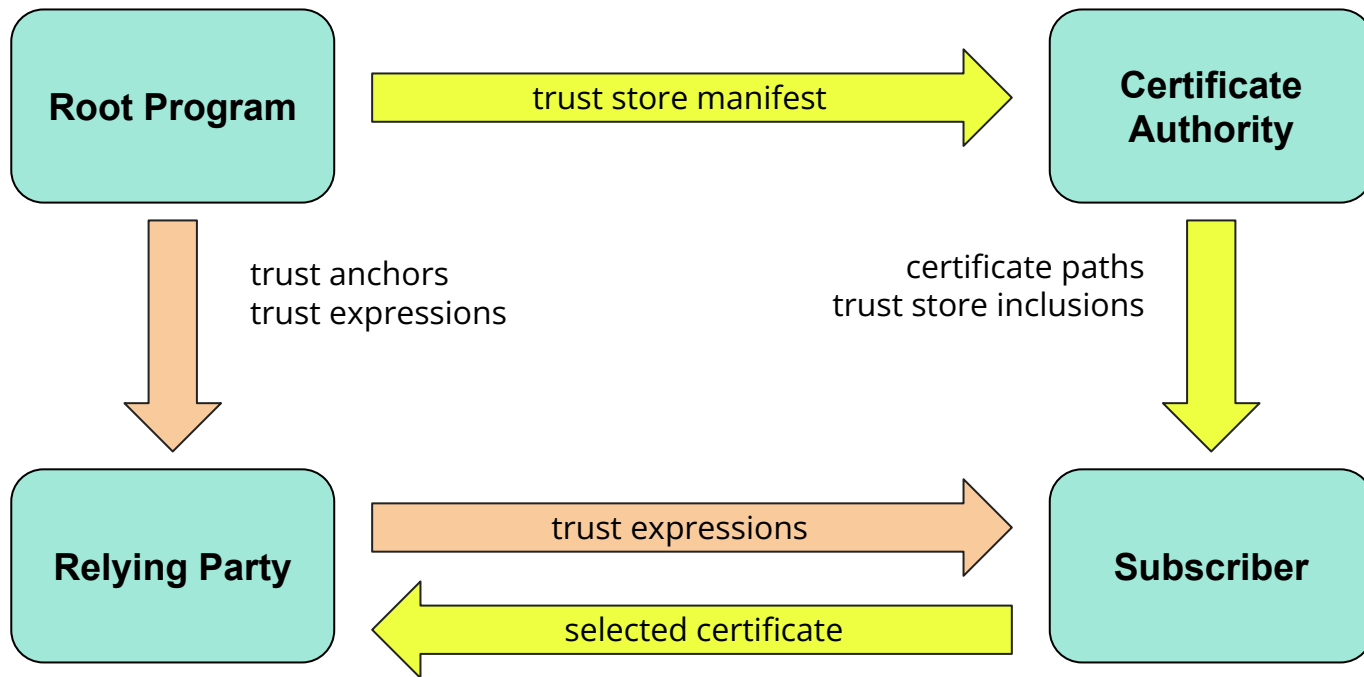 Root Program
trust store manifest
Certificate
Authority
trust anchors
trust expressions
certificate paths
trust store inclusions
Relying Party
trust expressions
selected certificate
Subscriber